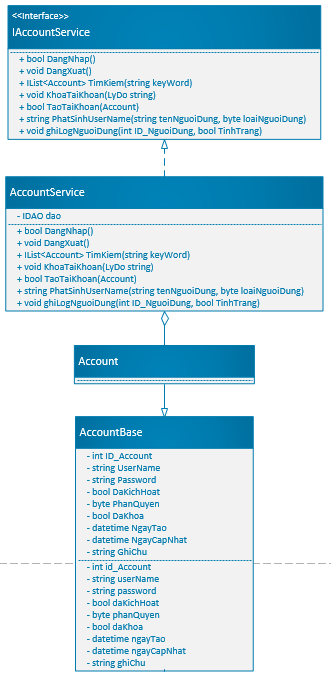 <<interface>>
IAccountService
+ bool DangNhap()
+ void DangXuat()
+ IList<Account> TimKiem(string keyWord)
+ void KhoaTaiKhoan(LyDo string)
+ bool TaoTaiKhoan(Account)
+ string PhatSinhUserName(string tenNguoiDung, byte loaiNguoiDung)
+ void ghiLogNguoiDung(int ID_NguoiDung, bool TinhTrang)
AccountService
- IDAO dao
+ bool DangNhap()
+ void DangXuat()
+ IList<Account> TimKiem(string keyWord)
+ void KhoaTaiKhoan(LyDo string)
+ bool TaoTaiKhoan(Account)
+ string PhatSinhUserName(string tenNguoiDung, byte loaiNguoiDung)
+ void ghiLogNguoiDung(int ID_NguoiDung, bool TinhTrang)
Account
AccountBase
- int ID_Account
- string UserName
- string Password
- bool DaKichHoat
- byte PhanQuyen
- bool DaKhoa
- datetime NgayTao
- datetime NgayCapNhat
- string GhiChu
- int id_Account
- string userName
- string password
- bool daKichHoat
- byte phanQuyen
- bool daKhoa
- datetime ngayTao
- datetime ngayCapNhat
- string ghiChu